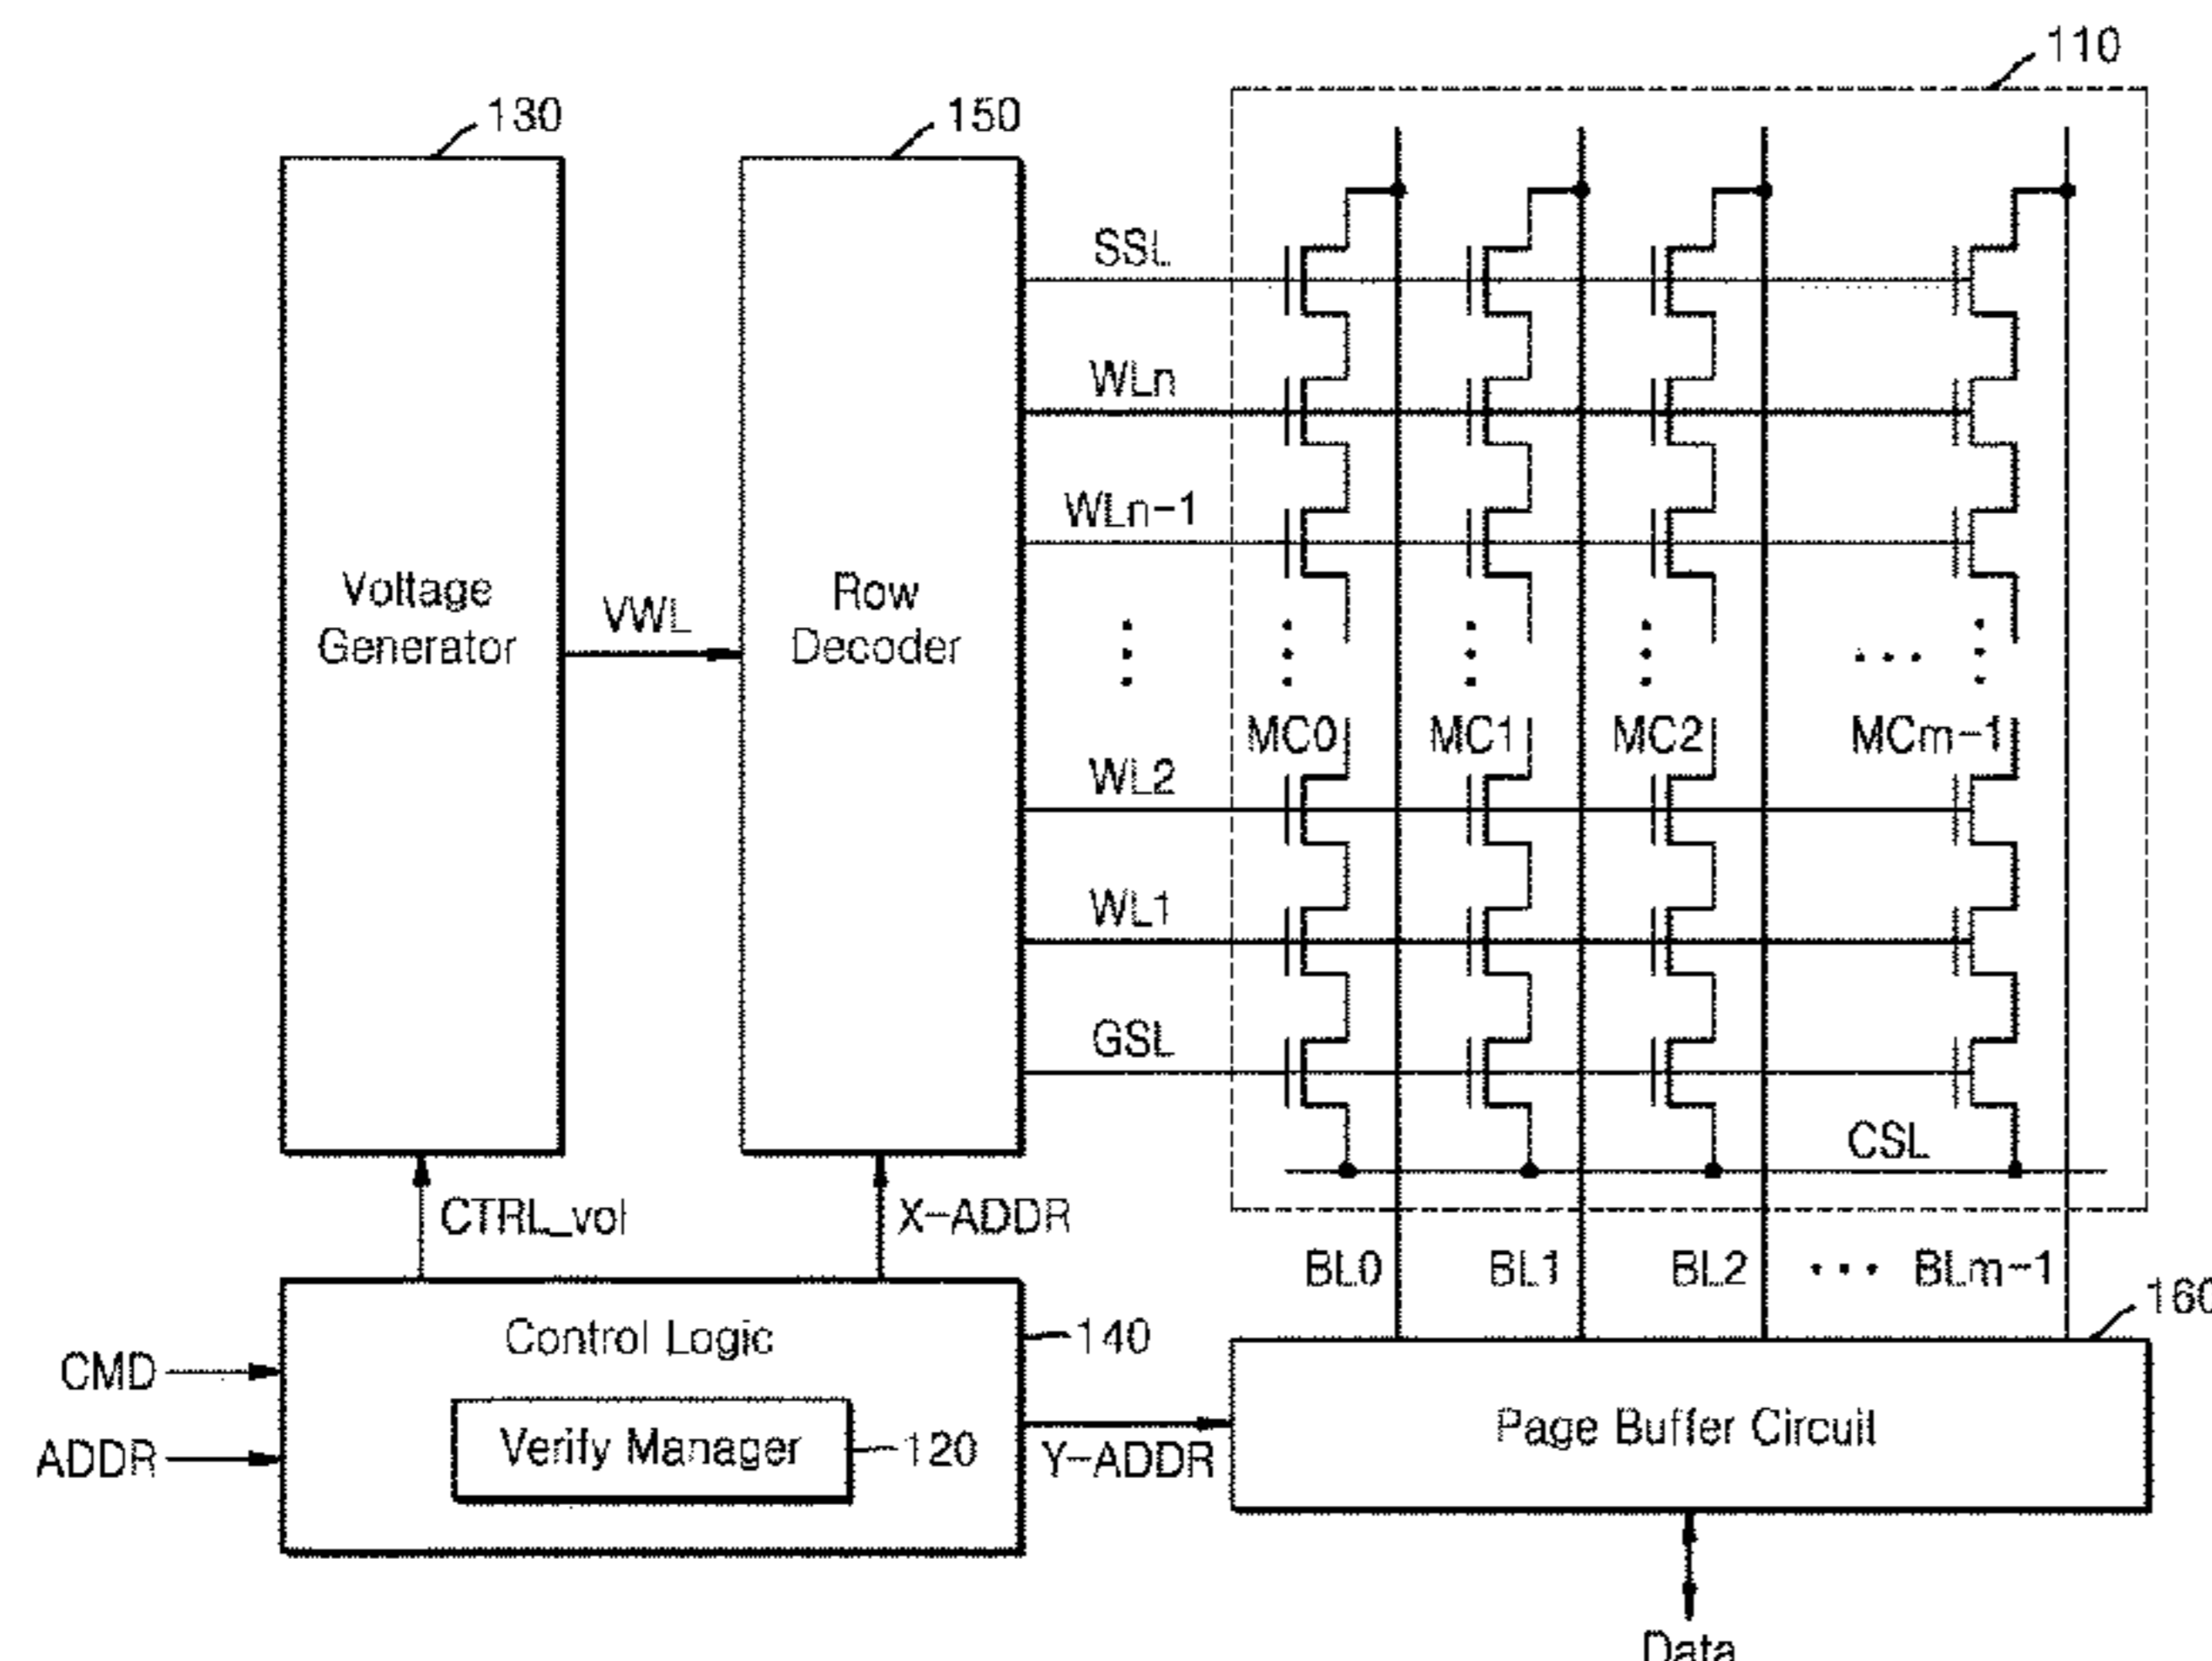 110
130
150
SSL
WLn
WLn-1
Voltage
Generator
VWL
Row
Decoder
MC0 MC1 MC2 MCm-1
WL2
WL1
GSL
CSL
CTRL_vol
X-ADDR
BL0 BL1 BL2 ··· BLm-1
160
Control Logic
140
CMD
Verify Manager
120
ADDR
Y-ADDR
Page Buffer Circuit
Data